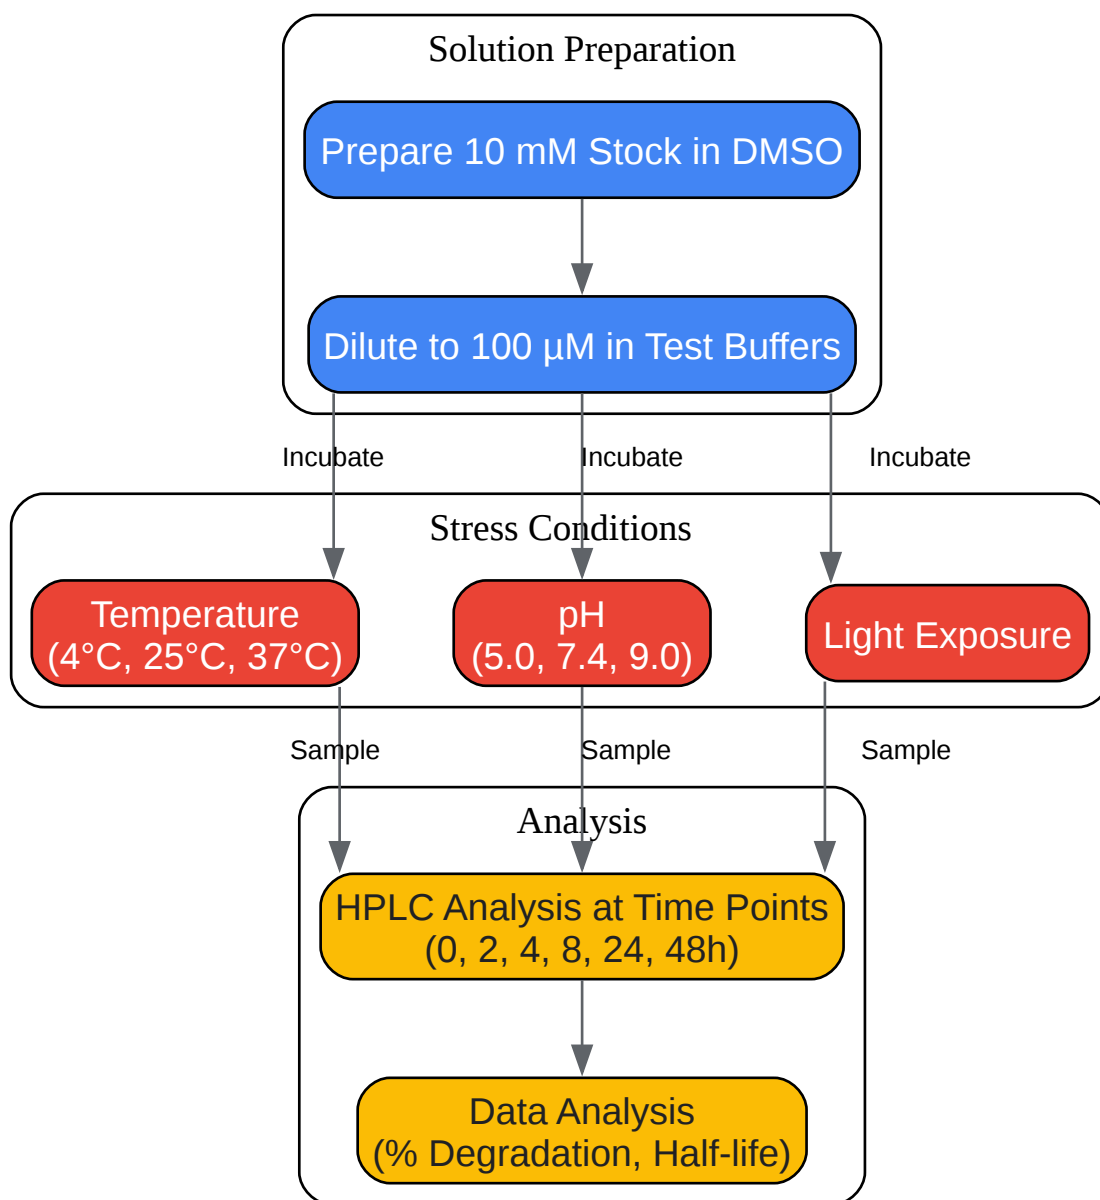 Solution Preparation
Prepare 10 mM Stock in DMSO
Dilute to 100 µM in Test Buffers
Incubate
Incubate
Incubate
Stress Conditions
Temperature
(4°C, 25°C, 37°C)
pH
(5.0, 7.4, 9.0)
Light Exposure
Sample
Sample
Sample
Analysis
HPLC Analysis at Time Points
(0, 2, 4, 8, 24, 48h)
Data Analysis
(% Degradation, Half-life)